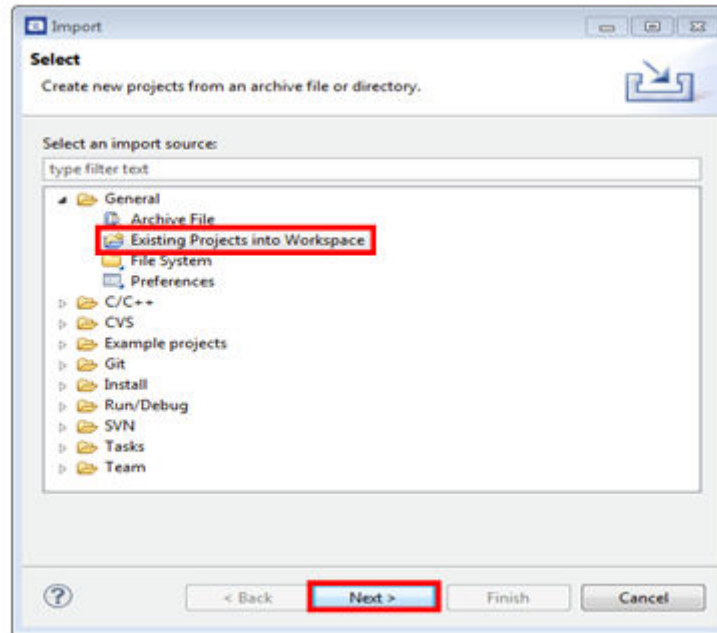 Import
Select
Create new projects from an archive file or directory.
Select an import source:
type filter text
General
Archive File
Existing Projects into Workspace
File System
Preferences
C/C++
CVS
Example projects
Git
Install
Run/Debug
SVN
Tasks
Team
? < Back Next > Finish Cancel